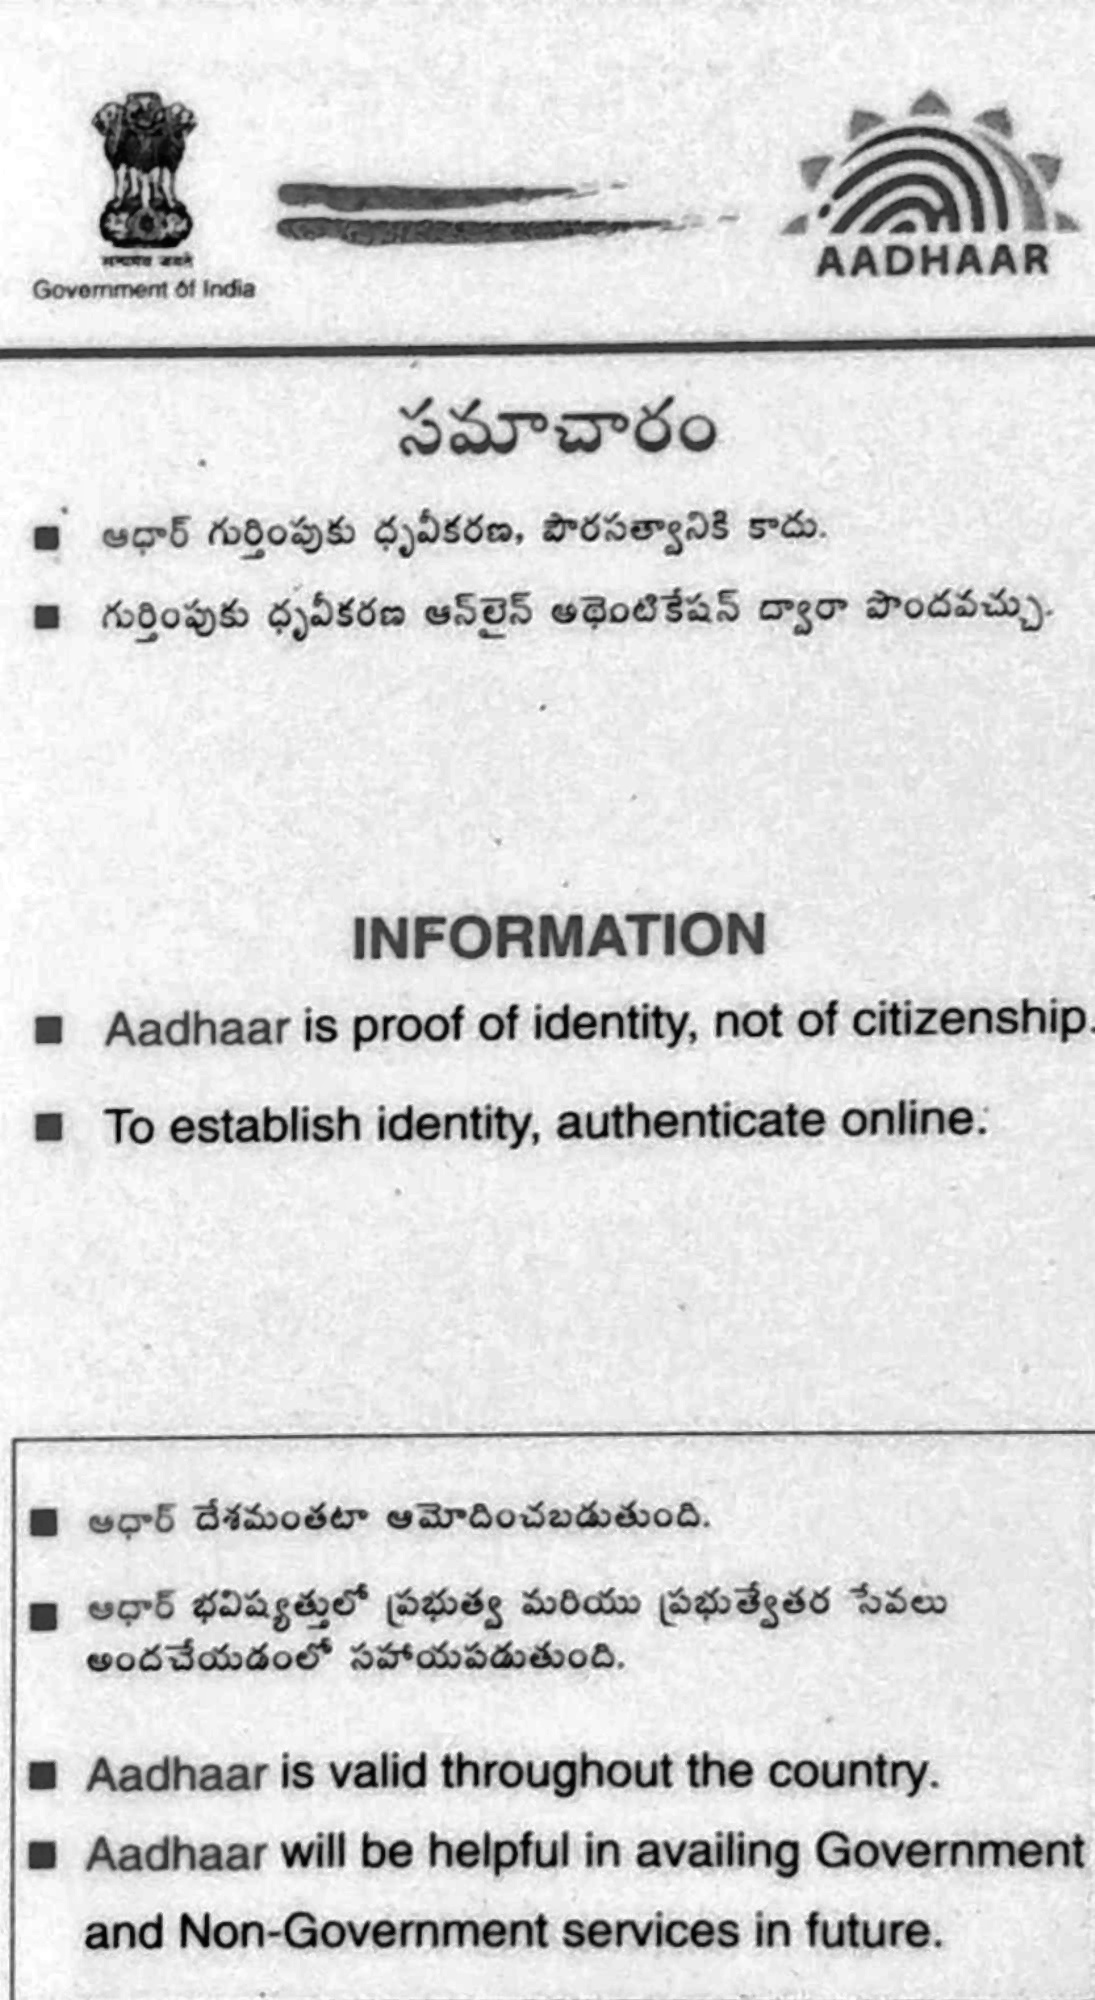 सत्यमेव जयते
Government of India
AADHAAR
సమాచారం
■ ఆధార్ గుర్తింపుకు ధృవీకరణ, పౌరసత్వానికి కాదు.
■ గుర్తింపుకు ధృవీకరణ ఆన్‌లైన్ ఆథెంటికేషన్ ద్వారా పొందవచ్చు.
INFORMATION
■ Aadhaar is proof of identity, not of citizenship.
■ To establish identity, authenticate online.
■ ఆధార్ దేశమంతటా ఆమోదించబడుతుంది.
■ ఆధార్ భవిష్యత్తులో ప్రభుత్వ మరియు ప్రభుత్వేతర సేవలు
అందచేయడంలో సహాయపడుతుంది.
■ Aadhaar is valid throughout the country.
■ Aadhaar will be helpful in availing Government
and Non-Government services in future.